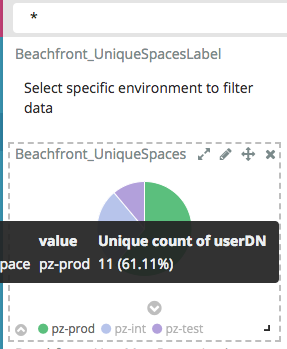 *
Beachfront_UniqueSpacesLabel
Select specific environment to filter
data
Beachfront_UniqueSpaces
value Unique count of userDN
pace pz-prod 11 (61.11%)
pz-prod pz-int pz-test